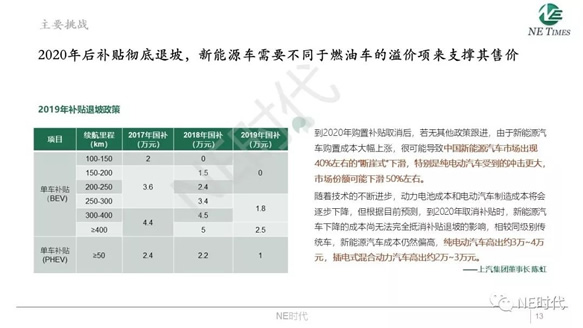 主要挑战
NE TIMES
2020年后补贴彻底退坡，新能源车需要不同于燃油车的溢价项来支撑其售价
2019年补贴退坡政策
项目 续航里程（km） 2017年国补（万元） 2018年国补（万元） 2019年国补（万元）
单车补贴（BEV） 100-150 2 0 0
150-200 3.6 1.5
200-250 2.4
250-300 3.4 1.8
300-400 4.4 4.5
≥400 5 2.5
单车补贴（PHEV） ≥50 2.4 2.2 1
到2020年购置补贴取消后，若无其他政策跟进，由于新能源汽
车购置成本大幅上涨，很可能导致中国新能源汽车市场出现
40%左右的“断崖式”下滑，特别是纯电动汽车受到的冲击更大，
市场份额可能下滑50%左右。
随着技术的不断进步，动力电池成本和电动汽车制造成本将会
逐步下降，但根据目前预测，到2020年取消补贴时，新能源汽
车下降的成本尚无法完全抵消补贴退坡的影响，相较同级别传
统车，新能源汽车成本仍然偏高，纯电动汽车高出约3万~4万
元，插电式混合动力汽车高出约2万~3万元。
——上汽集团董事长 陈虹
NE时代
NE时代
NE时代
13